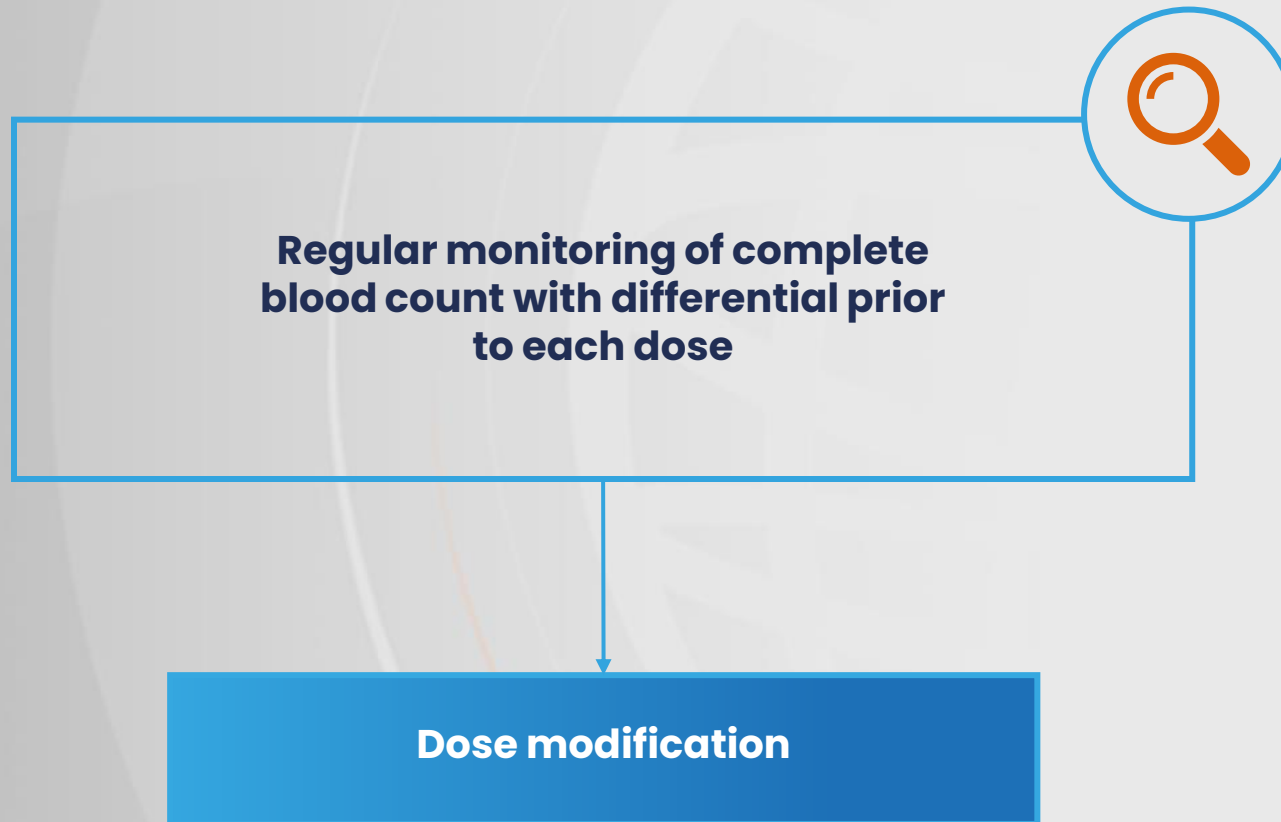 Regular monitoring of complete
blood count with differential prior
to each dose
Dose modification